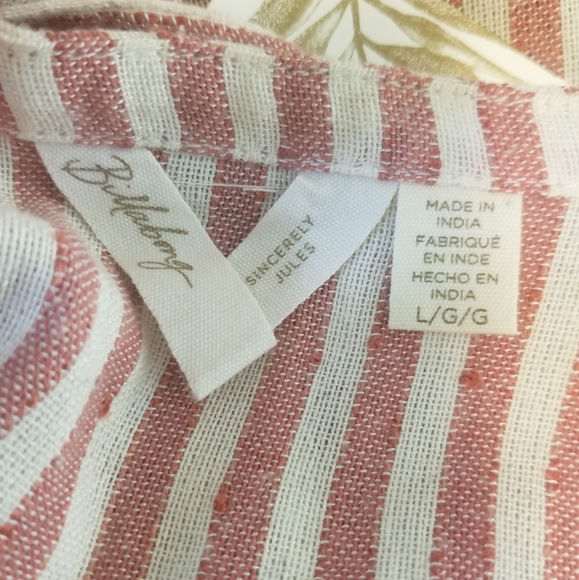 Billabong
SINCERELY
JULES
MADE IN
INDIA
FABRIQUÉ
EN INDE
HECHO EN
INDIA
L/G/G